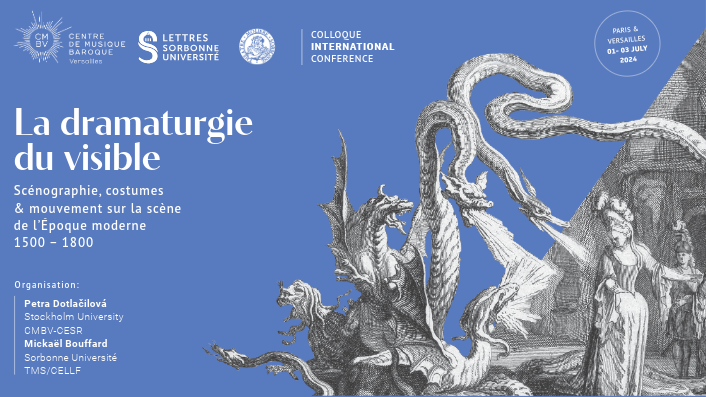 CM
BV
CENTRE
DE MUSIQUE
BAROQUE
Versailles
LETTRES
SORBONNE
UNIVERSITÉ
COLLOQUE
INTERNATIONAL
CONFERENCE
PARIS &
VERSAILLES
01- 03 JULY
2024
La dramaturgie
du visible
Scénographie, costumes
& mouvement sur la scène
de l'Époque moderne
1500 – 1800
Organisation:
Petra Dotlačilová
Stockholm University
CMBV-CESR
Mickaël Bouffard
Sorbonne Université
TMS/CELLF